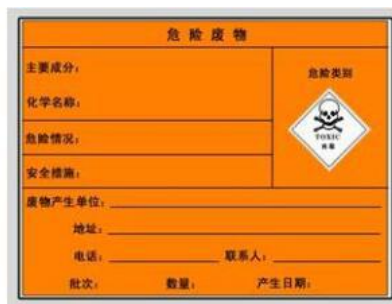 危险废物
主要成分：
危险类别
化学名称：
TOXIC
有毒
危险情况：
安全措施：
废物产生单位：
地址：
电话： 联系人：
批次： 数量： 产生日期：